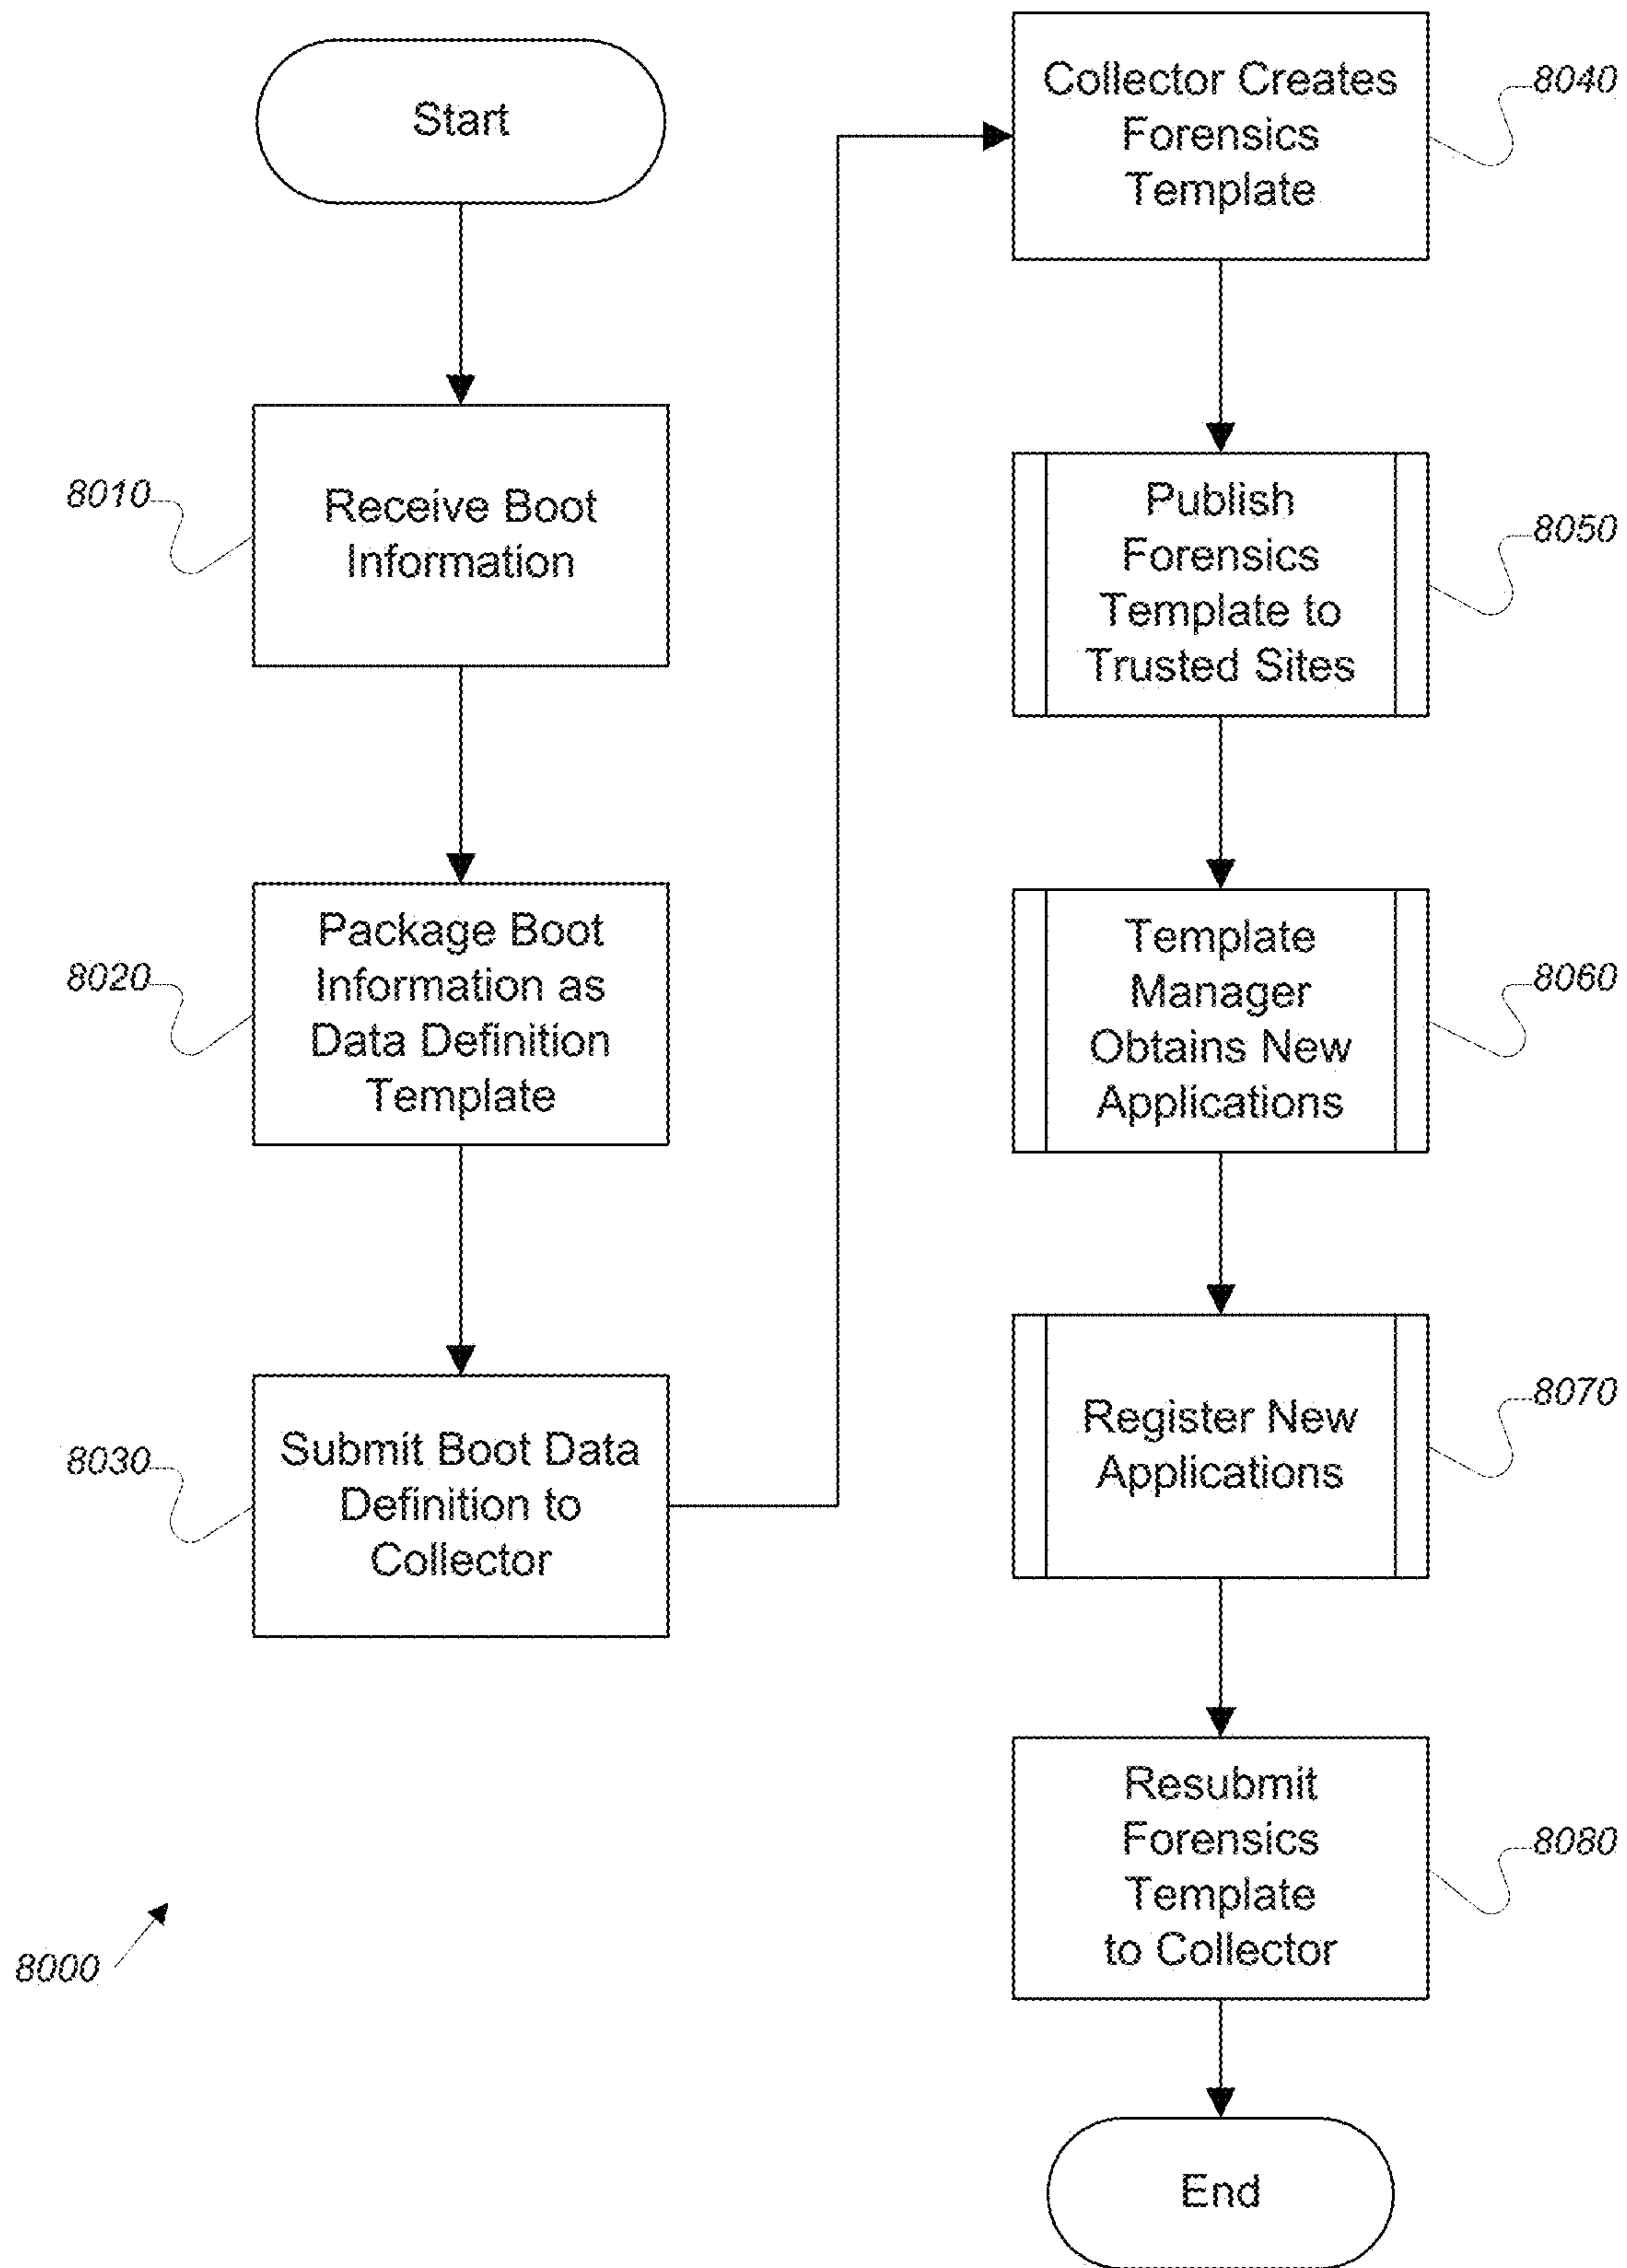 Start
8010
Receive Boot
Information
8020
Package Boot
Information as
Data Definition
Template
8030
Submit Boot Data
Definition to
Collector
Collector Creates
Forensics
Template
8040
Publish
Forensics
Template to
Trusted Sites
8050
Template
Manager
Obtains New
Applications
8060
Register New
Applications
8070
Resubmit
Forensics
Template
to Collector
8080
End
8000